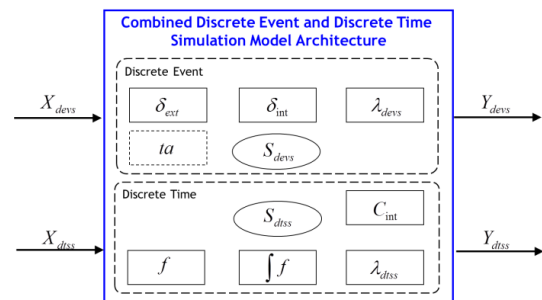 Combined Discrete Event and Discrete Time
Simulation Model Architecture
Discrete Event
X_devs
δ_ext
δ_int
λ_devs
Y_devs
ta
S_devs
Discrete Time
S_dtss
C_int
X_dtss
f
∫ f
λ_dtss
Y_dtss